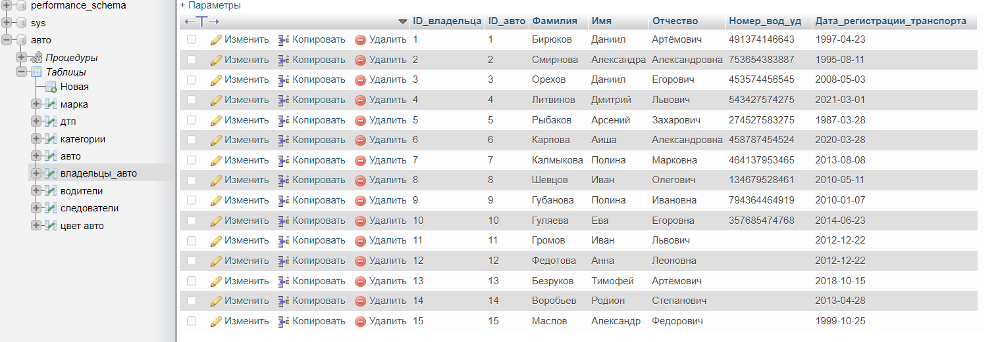 performance_schema
sys
авто
Процедуры
Таблицы
Новая
марка
дтп
категории
авто
владельцы_авто
водители
следователи
цвет авто
+ Параметры
ID_владельца ID_авто Фамилия Имя Отчество Номер_вод_уд Дата_регистрации_транспорта
Изменить Копировать Удалить 1 1 Бирюков Даниил Артёмович 491374146643 1997-04-23
Изменить Копировать Удалить 2 2 Смирнова Александра Александровна 753654383887 1995-08-11
Изменить Копировать Удалить 3 3 Орехов Даниил Егорович 453574456545 2008-05-03
Изменить Копировать Удалить 4 4 Литвинов Дмитрий Львович 543427574275 2021-03-01
Изменить Копировать Удалить 5 5 Рыбаков Арсений Захарович 274527583275 1987-03-28
Изменить Копировать Удалить 6 6 Карпова Аиша Александровна 458787454524 2020-03-28
Изменить Копировать Удалить 7 7 Калмыкова Полина Марковна 464137953465 2013-08-08
Изменить Копировать Удалить 8 8 Шевцов Иван Олегович 134679528461 2010-05-11
Изменить Копировать Удалить 9 9 Губанова Полина Ивановна 794364464919 2010-01-07
Изменить Копировать Удалить 10 10 Гуляева Ева Егоровна 357685474768 2014-06-23
Изменить Копировать Удалить 11 11 Громов Иван Львович 2012-12-22
Изменить Копировать Удалить 12 12 Федотова Анна Леоновна 2012-12-22
Изменить Копировать Удалить 13 13 Безруков Тимофей Артёмович 2018-10-15
Изменить Копировать Удалить 14 14 Воробьев Родион Степанович 2013-04-28
Изменить Копировать Удалить 15 15 Маслов Александр Фёдорович 1999-10-25